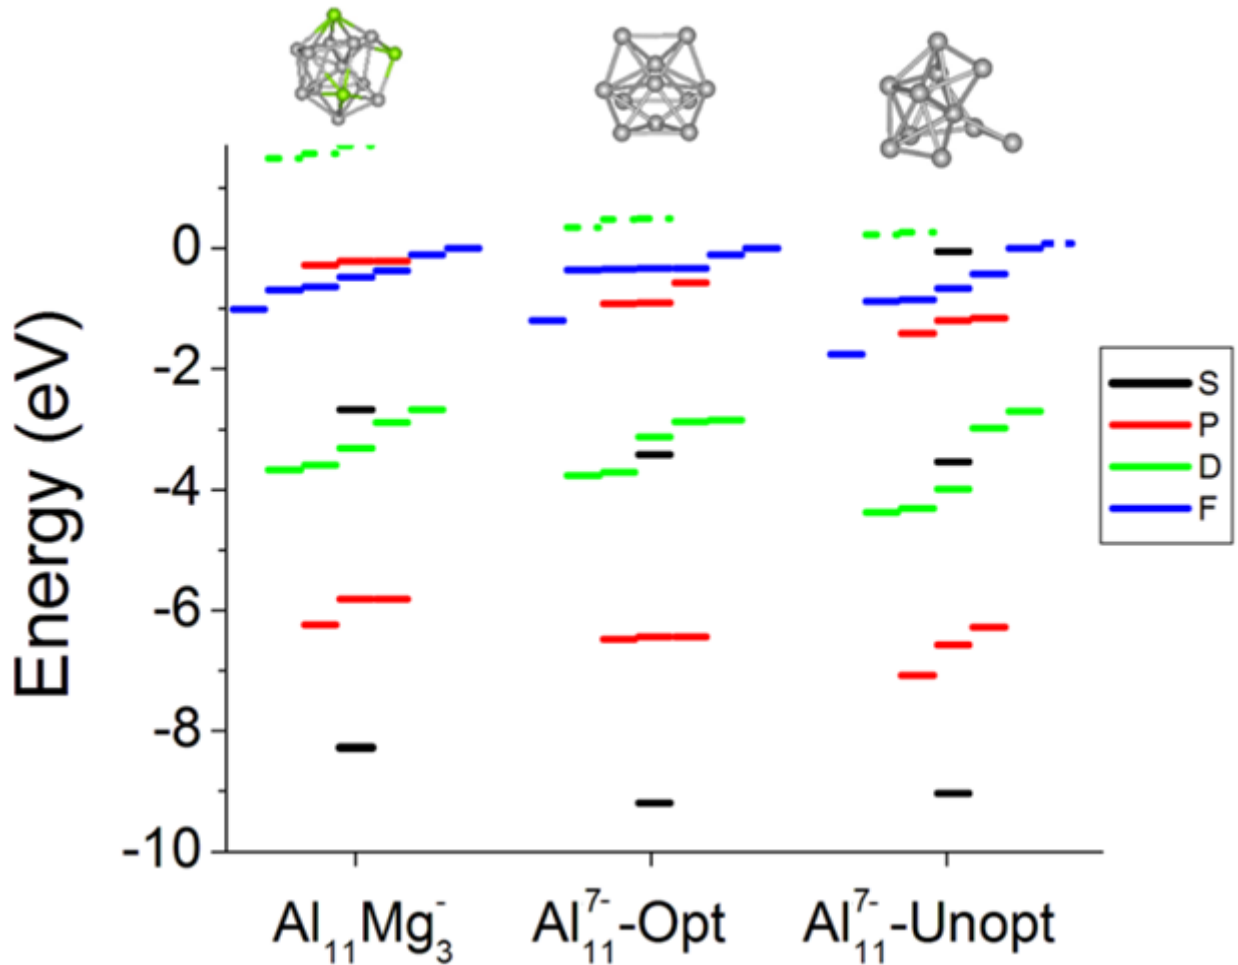 Energy (eV)
0
-2
-4
-6
-8
-10
S
P
D
F
Al₁₁Mg₃⁻
Al₁₁⁷⁻-Opt
Al₁₁⁷⁻-Unopt